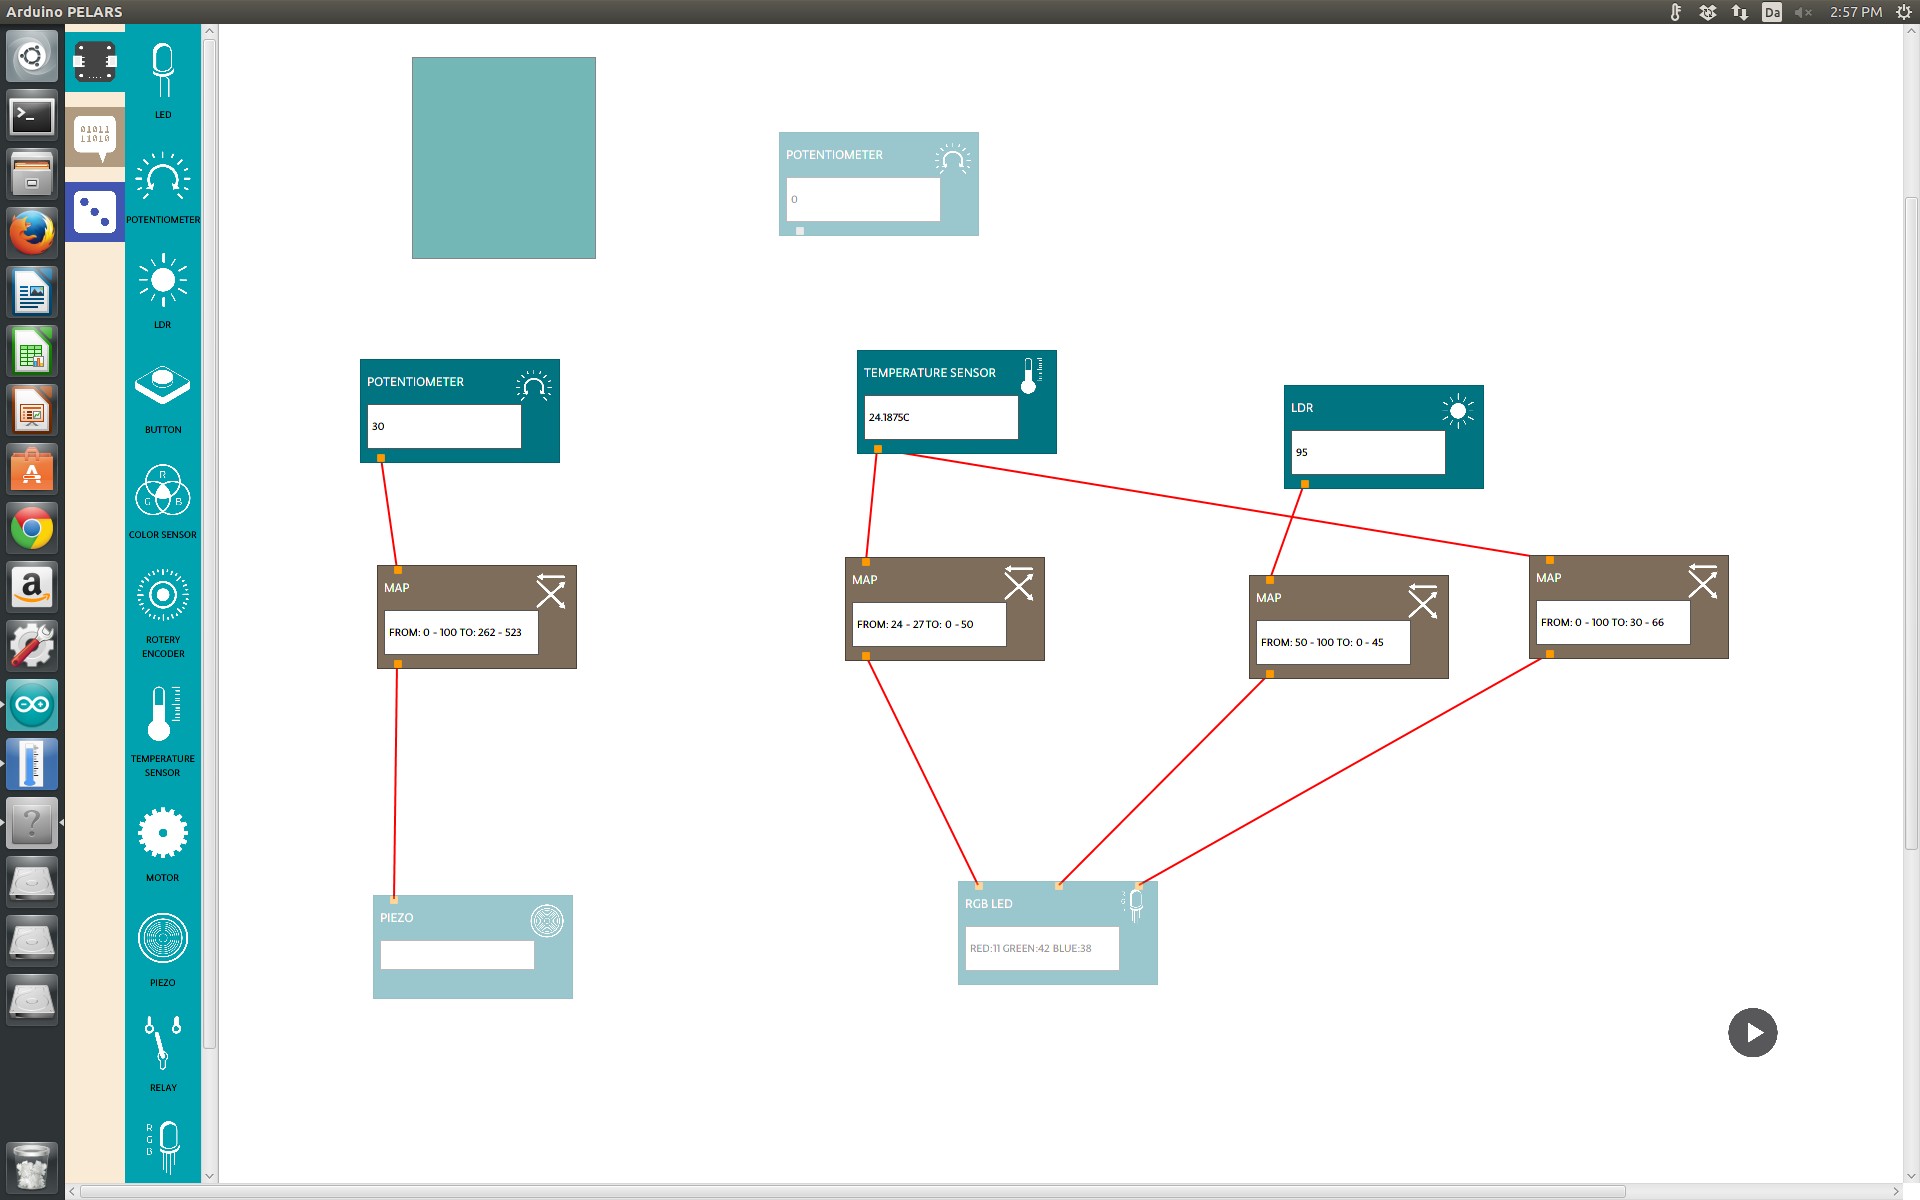 Arduino PELARS
Da
2:57 PM
01011
11010
LED
POTENTIOMETER
LDR
BUTTON
R
G B
COLOR SENSOR
ROTERY
ENCODER
TEMPERATURE
SENSOR
MOTOR
PIEZO
RELAY
R
G
B
POTENTIOMETER
0
POTENTIOMETER
30
TEMPERATURE SENSOR
24.1875C
LDR
95
MAP
FROM: 0 - 100 TO: 262 - 523
MAP
FROM: 24 - 27 TO: 0 - 50
MAP
FROM: 50 - 100 TO: 0 - 45
MAP
FROM: 0 - 100 TO: 30 - 66
PIEZO
RGB LED
RED:11 GREEN:42 BLUE:38